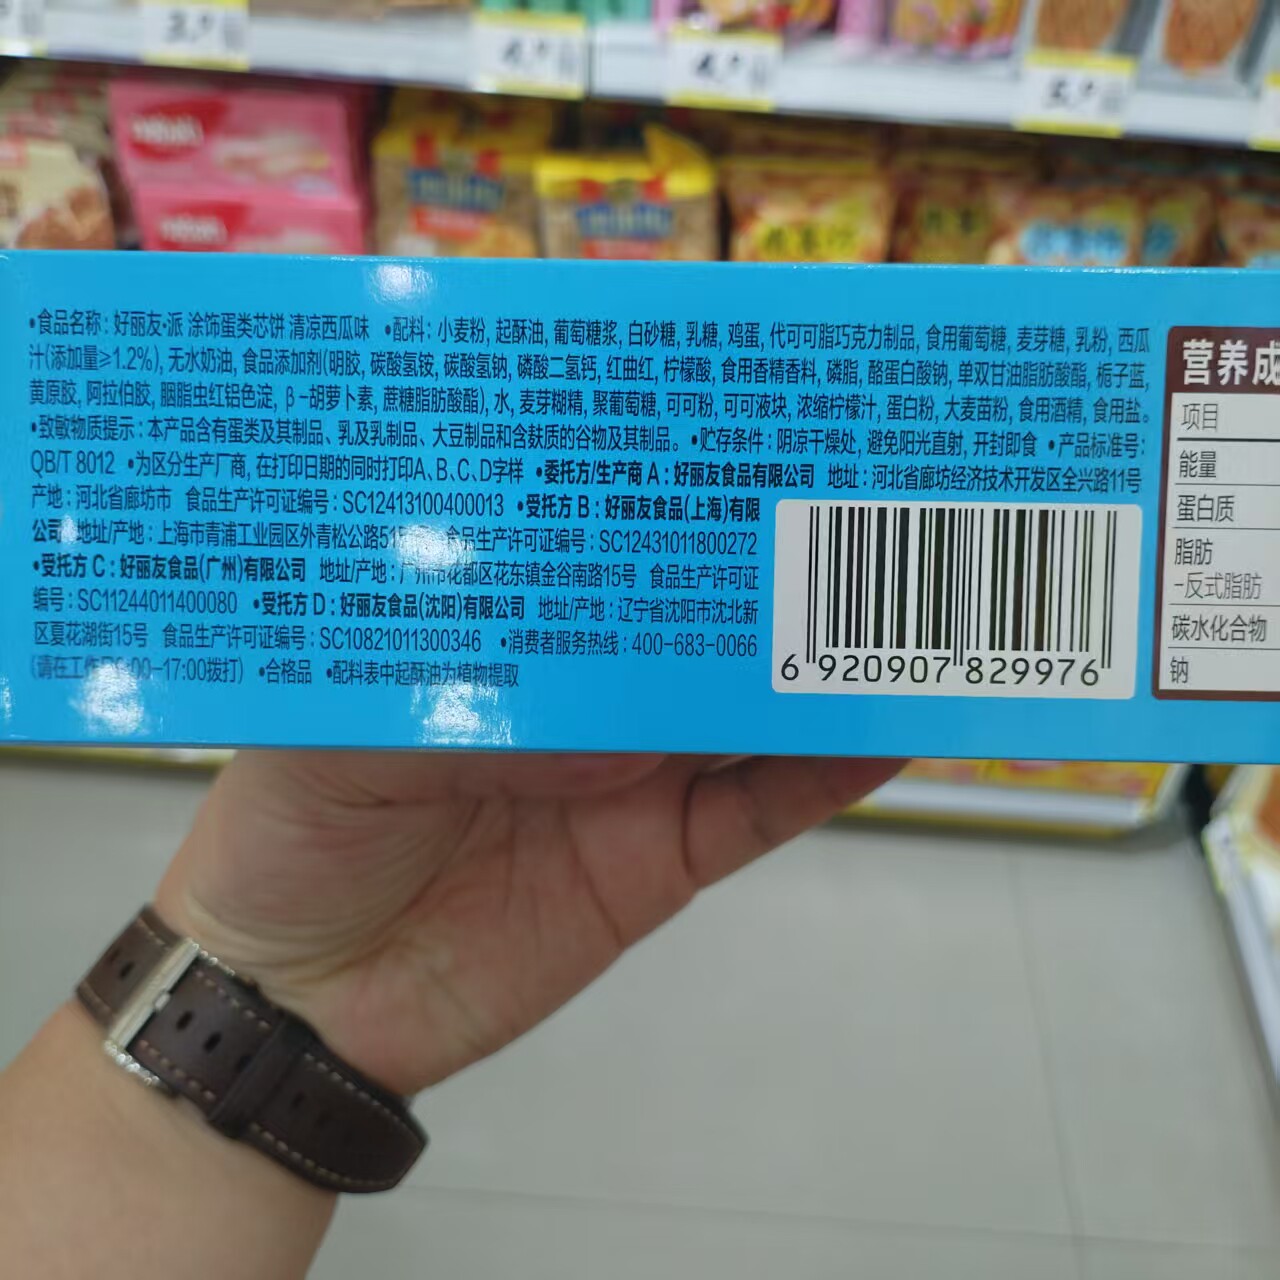 •食品名称：好丽友·派 涂饰蛋类芯饼 清凉西瓜味 •配料：小麦粉, 起酥油, 葡萄糖浆, 白砂糖, 乳糖, 鸡蛋, 代可可脂巧克力制品, 食用葡萄糖, 麦芽糖, 乳粉, 西瓜
汁(添加量≥1.2%), 无水奶油, 食品添加剂(明胶, 碳酸氢铵, 碳酸氢钠, 磷酸二氢钙, 红曲红, 柠檬酸, 食用香精香料, 磷脂, 酪蛋白酸钠, 单双甘油脂肪酸酯, 栀子蓝,
黄原胶, 阿拉伯胶, 胭脂虫红铝色淀, β-胡萝卜素, 蔗糖脂肪酸酯), 水, 麦芽糊精, 聚葡萄糖, 可可粉, 可可液块, 浓缩柠檬汁, 蛋白粉, 大麦苗粉, 食用酒精, 食用盐。
•致敏物质提示：本产品含有蛋类及其制品、乳及乳制品、大豆制品和含麸质的谷物及其制品。 •贮存条件：阴凉干燥处, 避免阳光直射, 开封即食 •产品标准号：
QB/T 8012 •为区分生产厂商, 在打印日期的同时打印A、B、C、D字样 •委托方/生产商 A：好丽友食品有限公司 地址：河北省廊坊经济技术开发区全兴路11号
产地：河北省廊坊市 食品生产许可证编号：SC12413100400013 •受托方 B：好丽友食品(上海)有限
公司 地址/产地：上海市青浦工业园区外青松公路51 食品生产许可证编号：SC12431011800272
•受托方 C：好丽友食品(广州)有限公司 地址/产地：广州市花都区花东镇金谷南路15号 食品生产许可证
编号：SC11244011400080 •受托方 D：好丽友食品(沈阳)有限公司 地址/产地：辽宁省沈阳市沈北新
区夏花湖街15号 食品生产许可证编号：SC10821011300346 •消费者服务热线：400-683-0066
(请在工作 :00-17:00拨打) •合格品 •配料表中起酥油为植物提取
6 920907 829976
营养成
项目
能量
蛋白质
脂肪
-反式脂肪
碳水化合物
钠